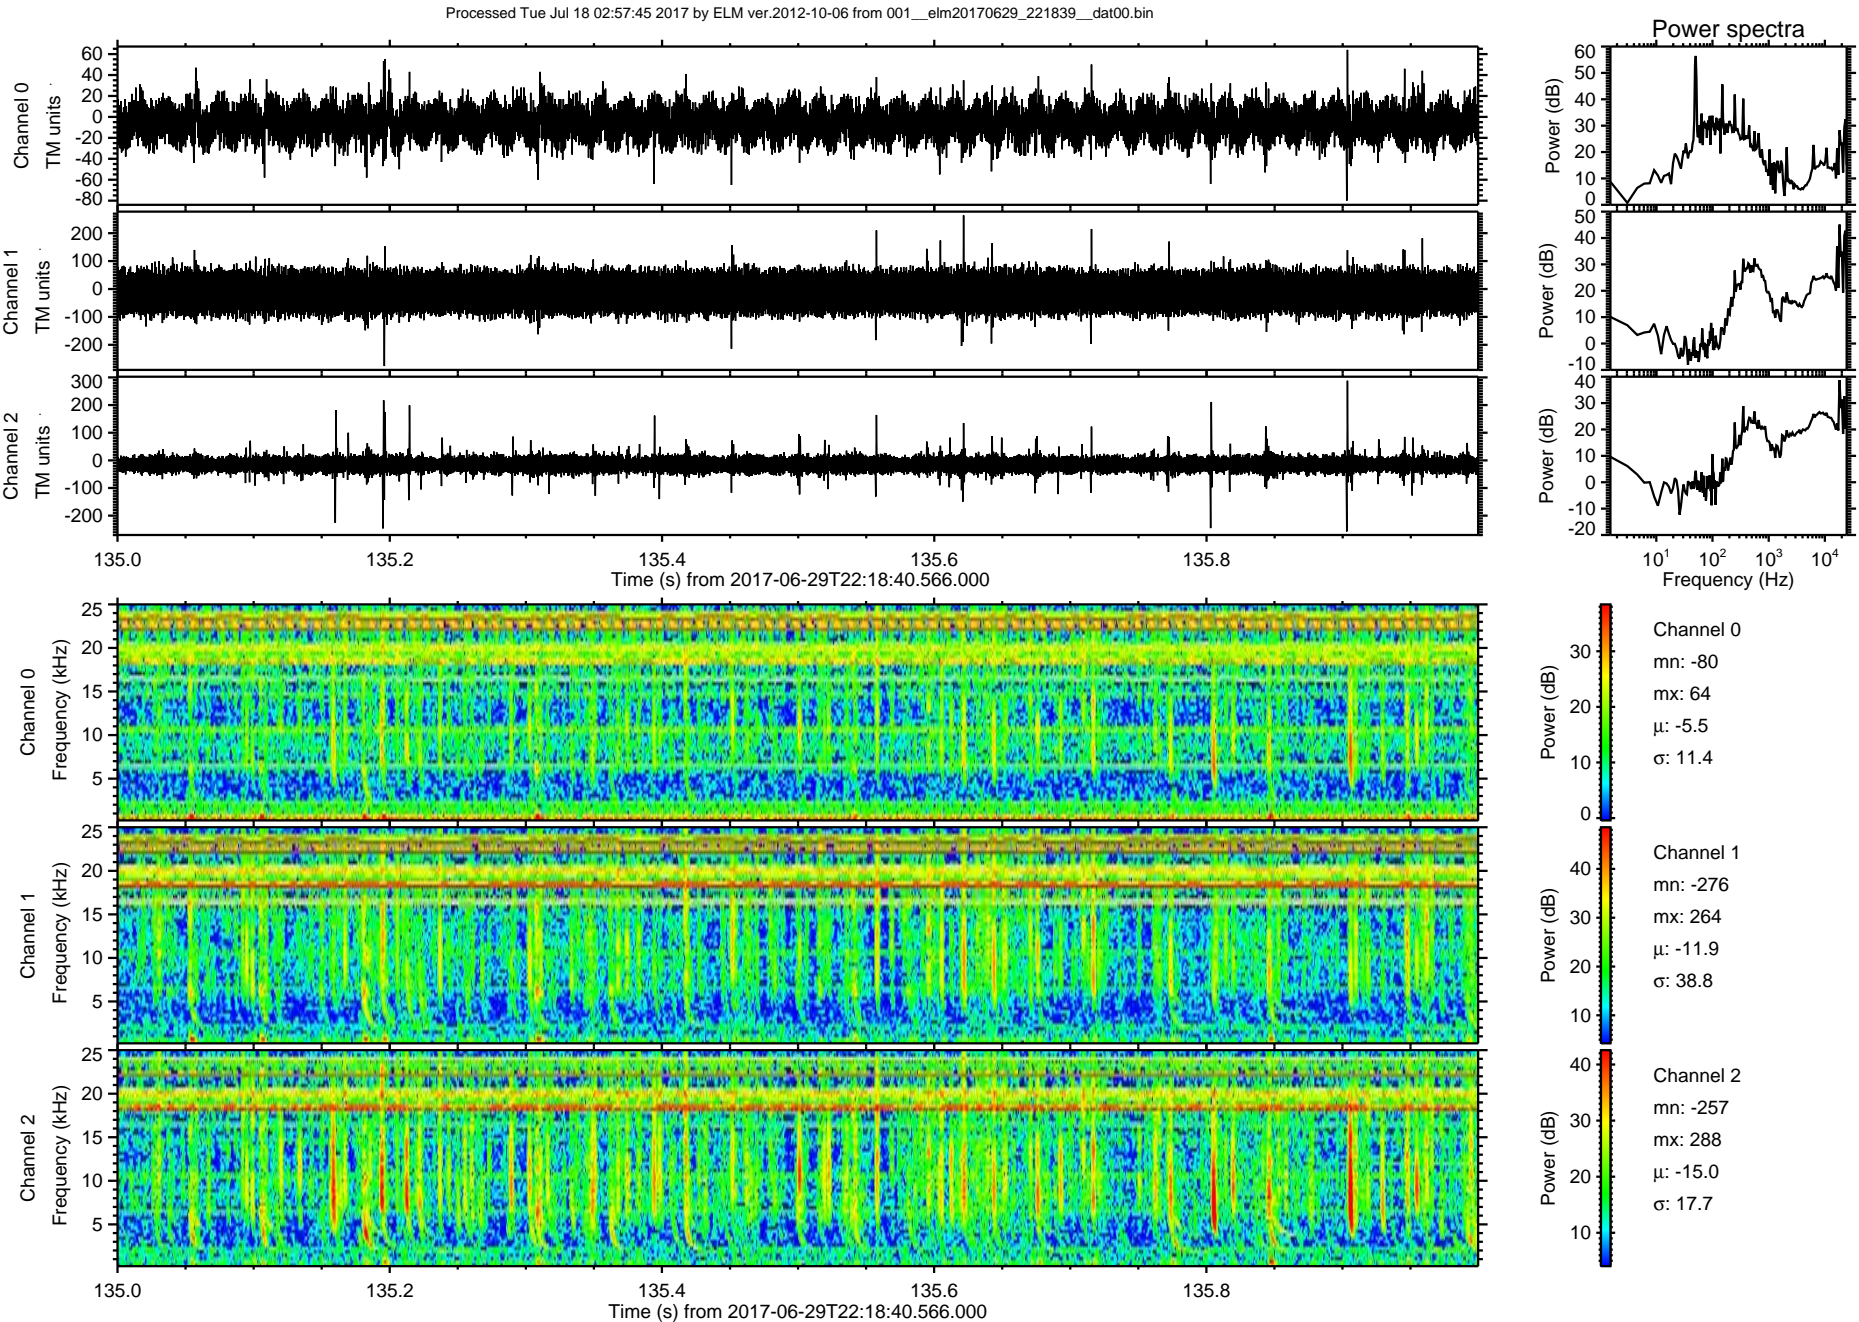 Processed Tue Jul 18 02:57:45 2017 by ELM ver.2012-10-06 from 001__elm20170629_221839__dat00.bin
Power spectra
Channel 0
TM units
60
40
20
0
-20
-40
-60
-80
Power (dB)
60
50
40
30
20
10
0
Channel 1
TM units
200
100
0
-100
-200
Power (dB)
50
40
30
20
10
0
-10
Channel 2
TM units
300
200
100
0
-100
-200
Power (dB)
40
30
20
10
0
-10
-20
135.0 135.2 135.4 135.6 135.8
Time (s) from 2017-06-29T22:18:40.566.000
10¹ 10² 10³ 10⁴
Frequency (Hz)
Channel 0
Frequency (kHz)
25
20
15
10
5
Power (dB)
30
20
10
0
Channel 0
mn: -80
mx: 64
µ: -5.5
σ: 11.4
Channel 1
Frequency (kHz)
25
20
15
10
5
Power (dB)
40
30
20
10
Channel 1
mn: -276
mx: 264
µ: -11.9
σ: 38.8
Channel 2
Frequency (kHz)
25
20
15
10
5
Power (dB)
40
30
20
10
Channel 2
mn: -257
mx: 288
µ: -15.0
σ: 17.7
135.0 135.2 135.4 135.6 135.8
Time (s) from 2017-06-29T22:18:40.566.000